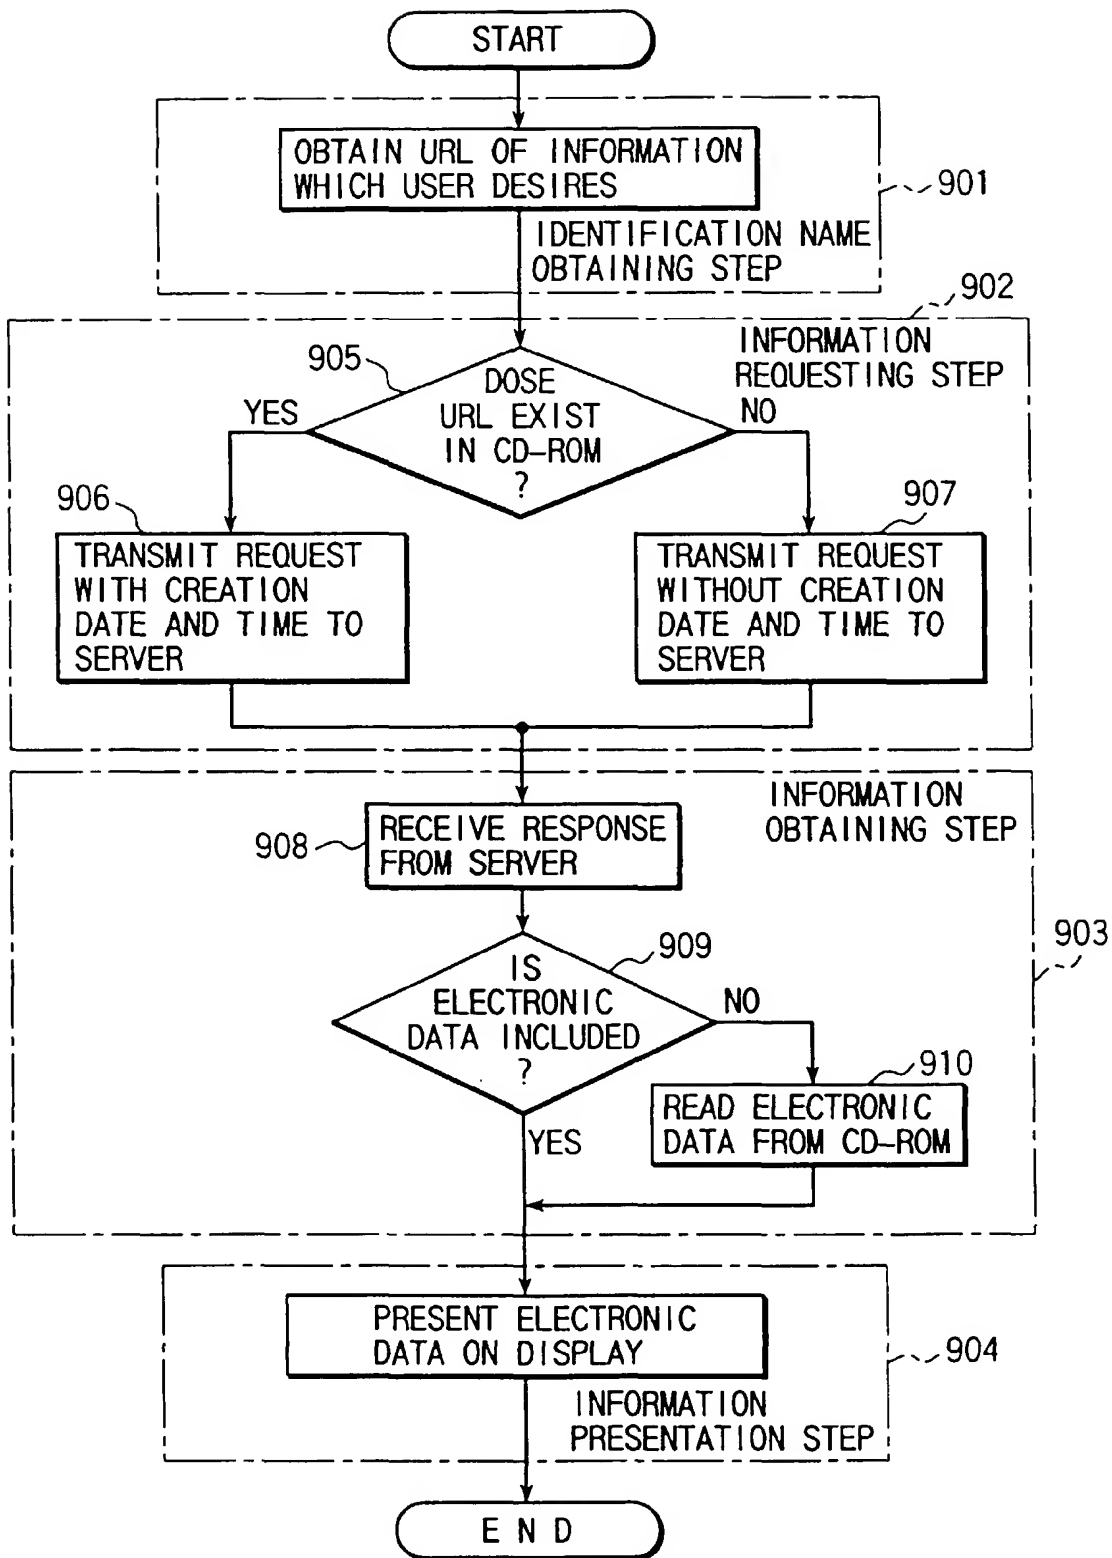 START
OBTAIN URL OF INFORMATION
WHICH USER DESIRES
901
IDENTIFICATION NAME
OBTAINING STEP
902
INFORMATION
REQUESTING STEP
905
DOSE
URL EXIST
IN CD-ROM
?
YES
NO
906
TRANSMIT REQUEST
WITH CREATION
DATE AND TIME TO
SERVER
907
TRANSMIT REQUEST
WITHOUT CREATION
DATE AND TIME TO
SERVER
INFORMATION
OBTAINING STEP
908
RECEIVE RESPONSE
FROM SERVER
903
909
IS
ELECTRONIC
DATA INCLUDED
?
NO
YES
910
READ ELECTRONIC
DATA FROM CD-ROM
PRESENT ELECTRONIC
DATA ON DISPLAY
904
INFORMATION
PRESENTATION STEP
END